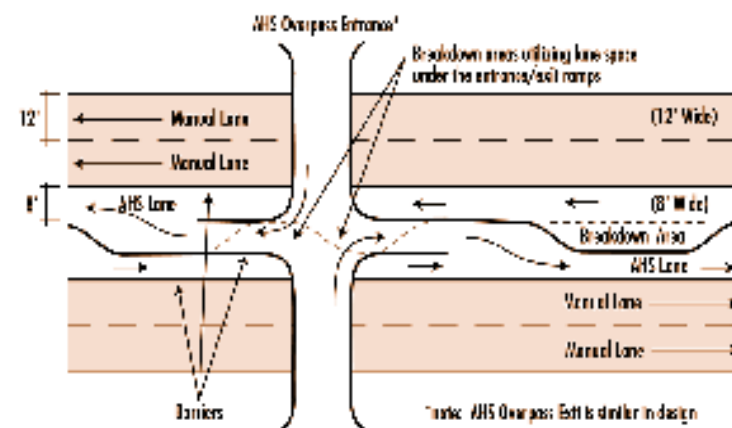 AHS Overpass Entrance*
Breakdown areas utilizing lane space
under the entrance/exit ramps
12'
Manual Lane
(12' Wide)
Manual Lane
8'
AHS Lane
(8' Wide)
Breakdown Area
AHS Lane
Manual Lane
Manual Lane
Barriers
*note: AHS Overpass Exit is similar in design